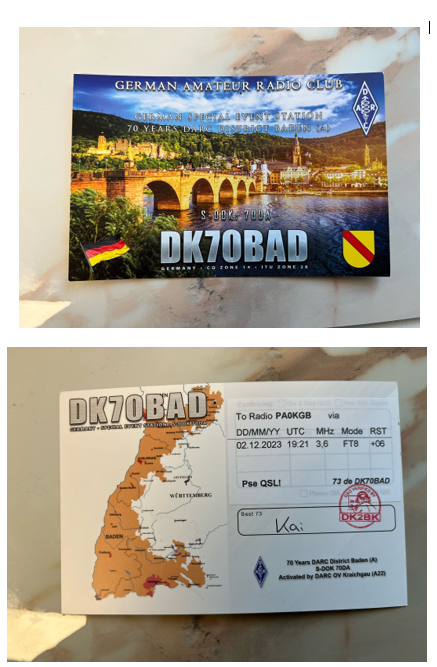 GERMAN AMATEUR RADIO CLUB
GERMAN SPECIAL EVENT STATION
70 YEARS DARC DISTRICT BADEN (A)
D
A R
C
S-DOK: 70DA
DK70BAD
GERMANY • CQ ZONE 14 • ITU ZONE 28
DK70BAD
To Radio PA0KGB via
DD/MM/YY UTC MHz Mode RST
02.12.2023 19:21 3,6 FT8 +06
WÜRTTEMBERG
Pse QSL! 73 de DK70BAD
DK2BK
Best 73
Kai
BADEN
70 Years DARC District Baden (A)
S-DOK 70DA
Activated by DARC OV Kraichgau (A22)